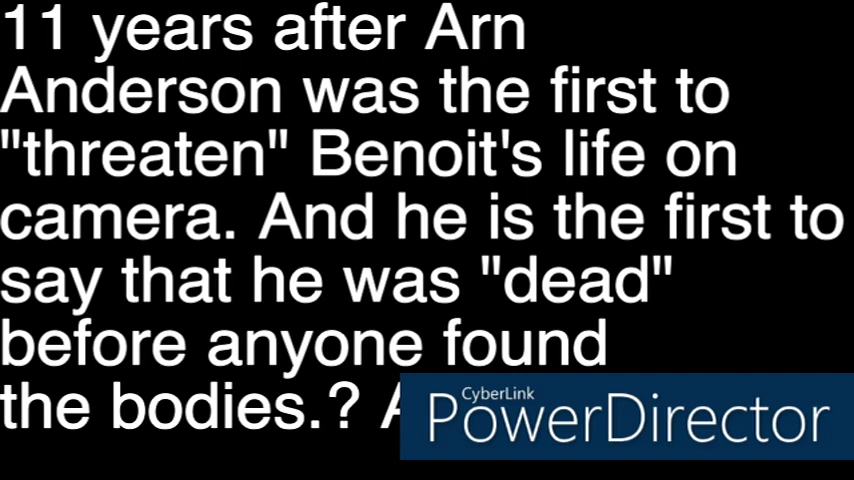 11 years after Arn
Anderson was the first to
"threaten" Benoit's life on
camera. And he is the first to
say that he was "dead"
before anyone found
the bodies.? A
CyberLink
PowerDirector